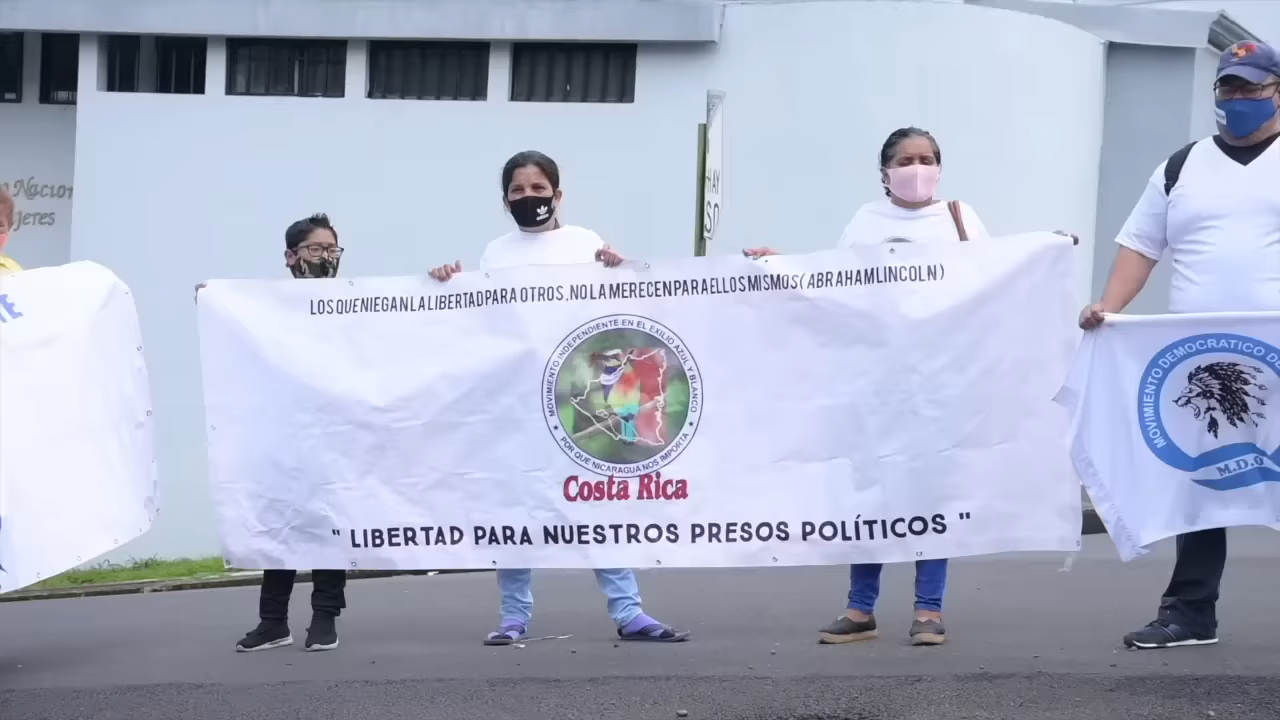 Nacion
jeres
HAY
SO
LOS QUE NIEGAN LA LIBERTAD PARA OTROS, NO LA MERECEN PARA ELLOS MISMOS (ABRAHAM LINCOLN)
MOVIMIENTO INDEPENDIENTE EN EL EXILIO AZUL Y BLANCO
POR QUE NICARAGUA NOS IMPORTA
Costa Rica
" LIBERTAD PARA NUESTROS PRESOS POLÍTICOS "
MOVIMIENTO DEMOCRATICO DE
M.D.O